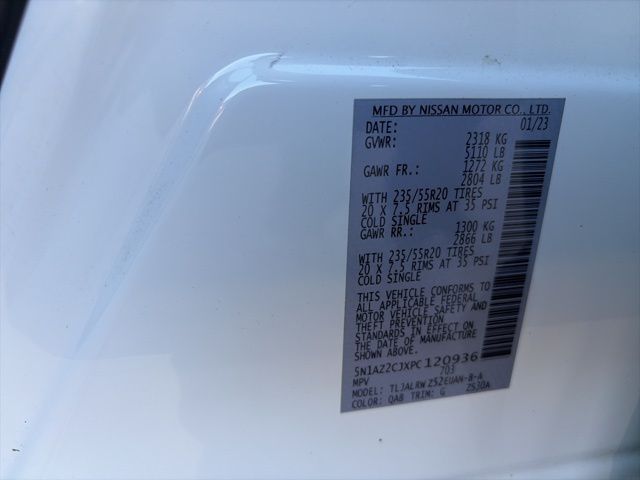 MFD BY NISSAN MOTOR CO., LTD.
DATE: 01/23
GVWR: 2318 KG
5110 LB
GAWR FR.: 1272 KG
2804 LB
WITH 235/55R20 TIRES
20 X 7.5 RIMS AT 35 PSI
COLD SINGLE
GAWR RR.: 1300 KG
2866 LB
WITH 235/55R20 TIRES
20 X 7.5 RIMS AT 35 PSI
COLD SINGLE
THIS VEHICLE CONFORMS TO
ALL APPLICABLE FEDERAL
MOTOR VEHICLE SAFETY AND
THEFT PREVENTION
STANDARDS IN EFFECT ON
THE DATE OF MANUFACTURE
SHOWN ABOVE.
5N1AZ2CJXPC120936
MPV 703
MODEL: TLJALRWZ52EUAN-B-A
COLOR: QAB TRIM: G ZS30A